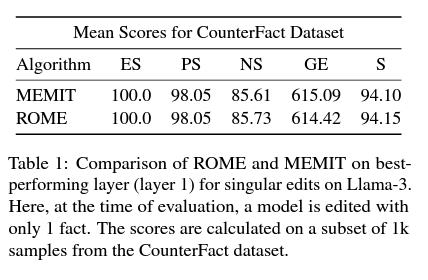 Mean Scores for CounterFact Dataset
Algorithm ES PS NS GE S
MEMIT 100.0 98.05 85.61 615.09 94.10
ROME 100.0 98.05 85.73 614.42 94.15
Table 1: Comparison of ROME and MEMIT on best-
performing layer (layer 1) for singular edits on Llama-3.
Here, at the time of evaluation, a model is edited with
only 1 fact. The scores are calculated on a subset of 1k
samples from the CounterFact dataset.